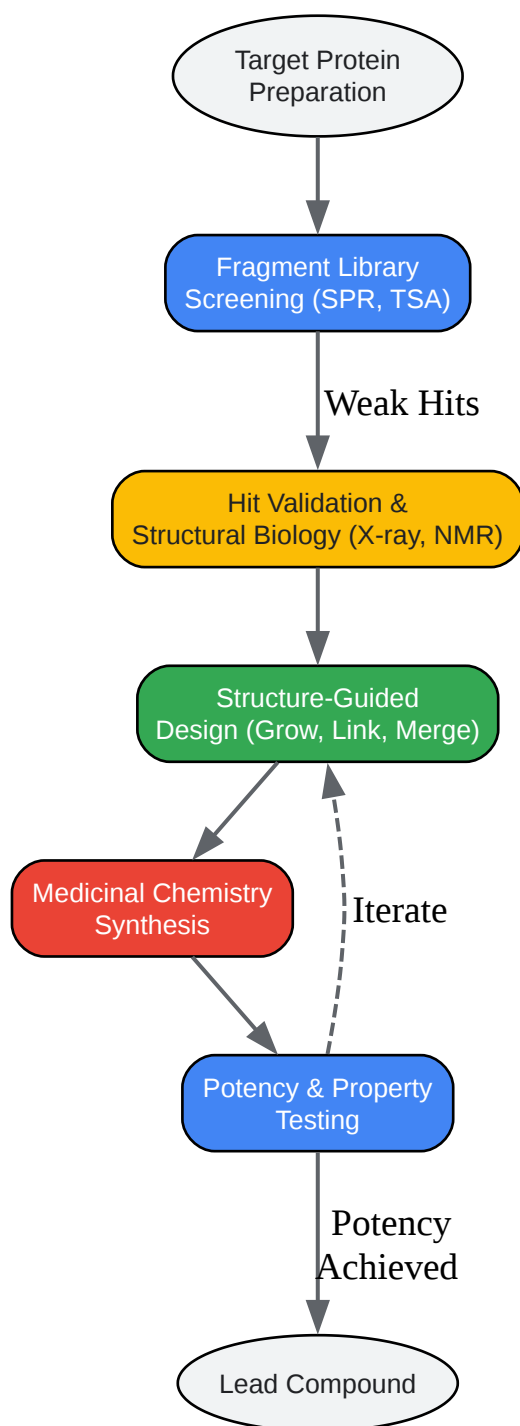 Target Protein
Preparation
Fragment Library
Screening (SPR, TSA)
Weak Hits
Hit Validation &
Structural Biology (X-ray, NMR)
Structure-Guided
Design (Grow, Link, Merge)
Medicinal Chemistry
Synthesis
Iterate
Potency & Property
Testing
Potency
Achieved
Lead Compound